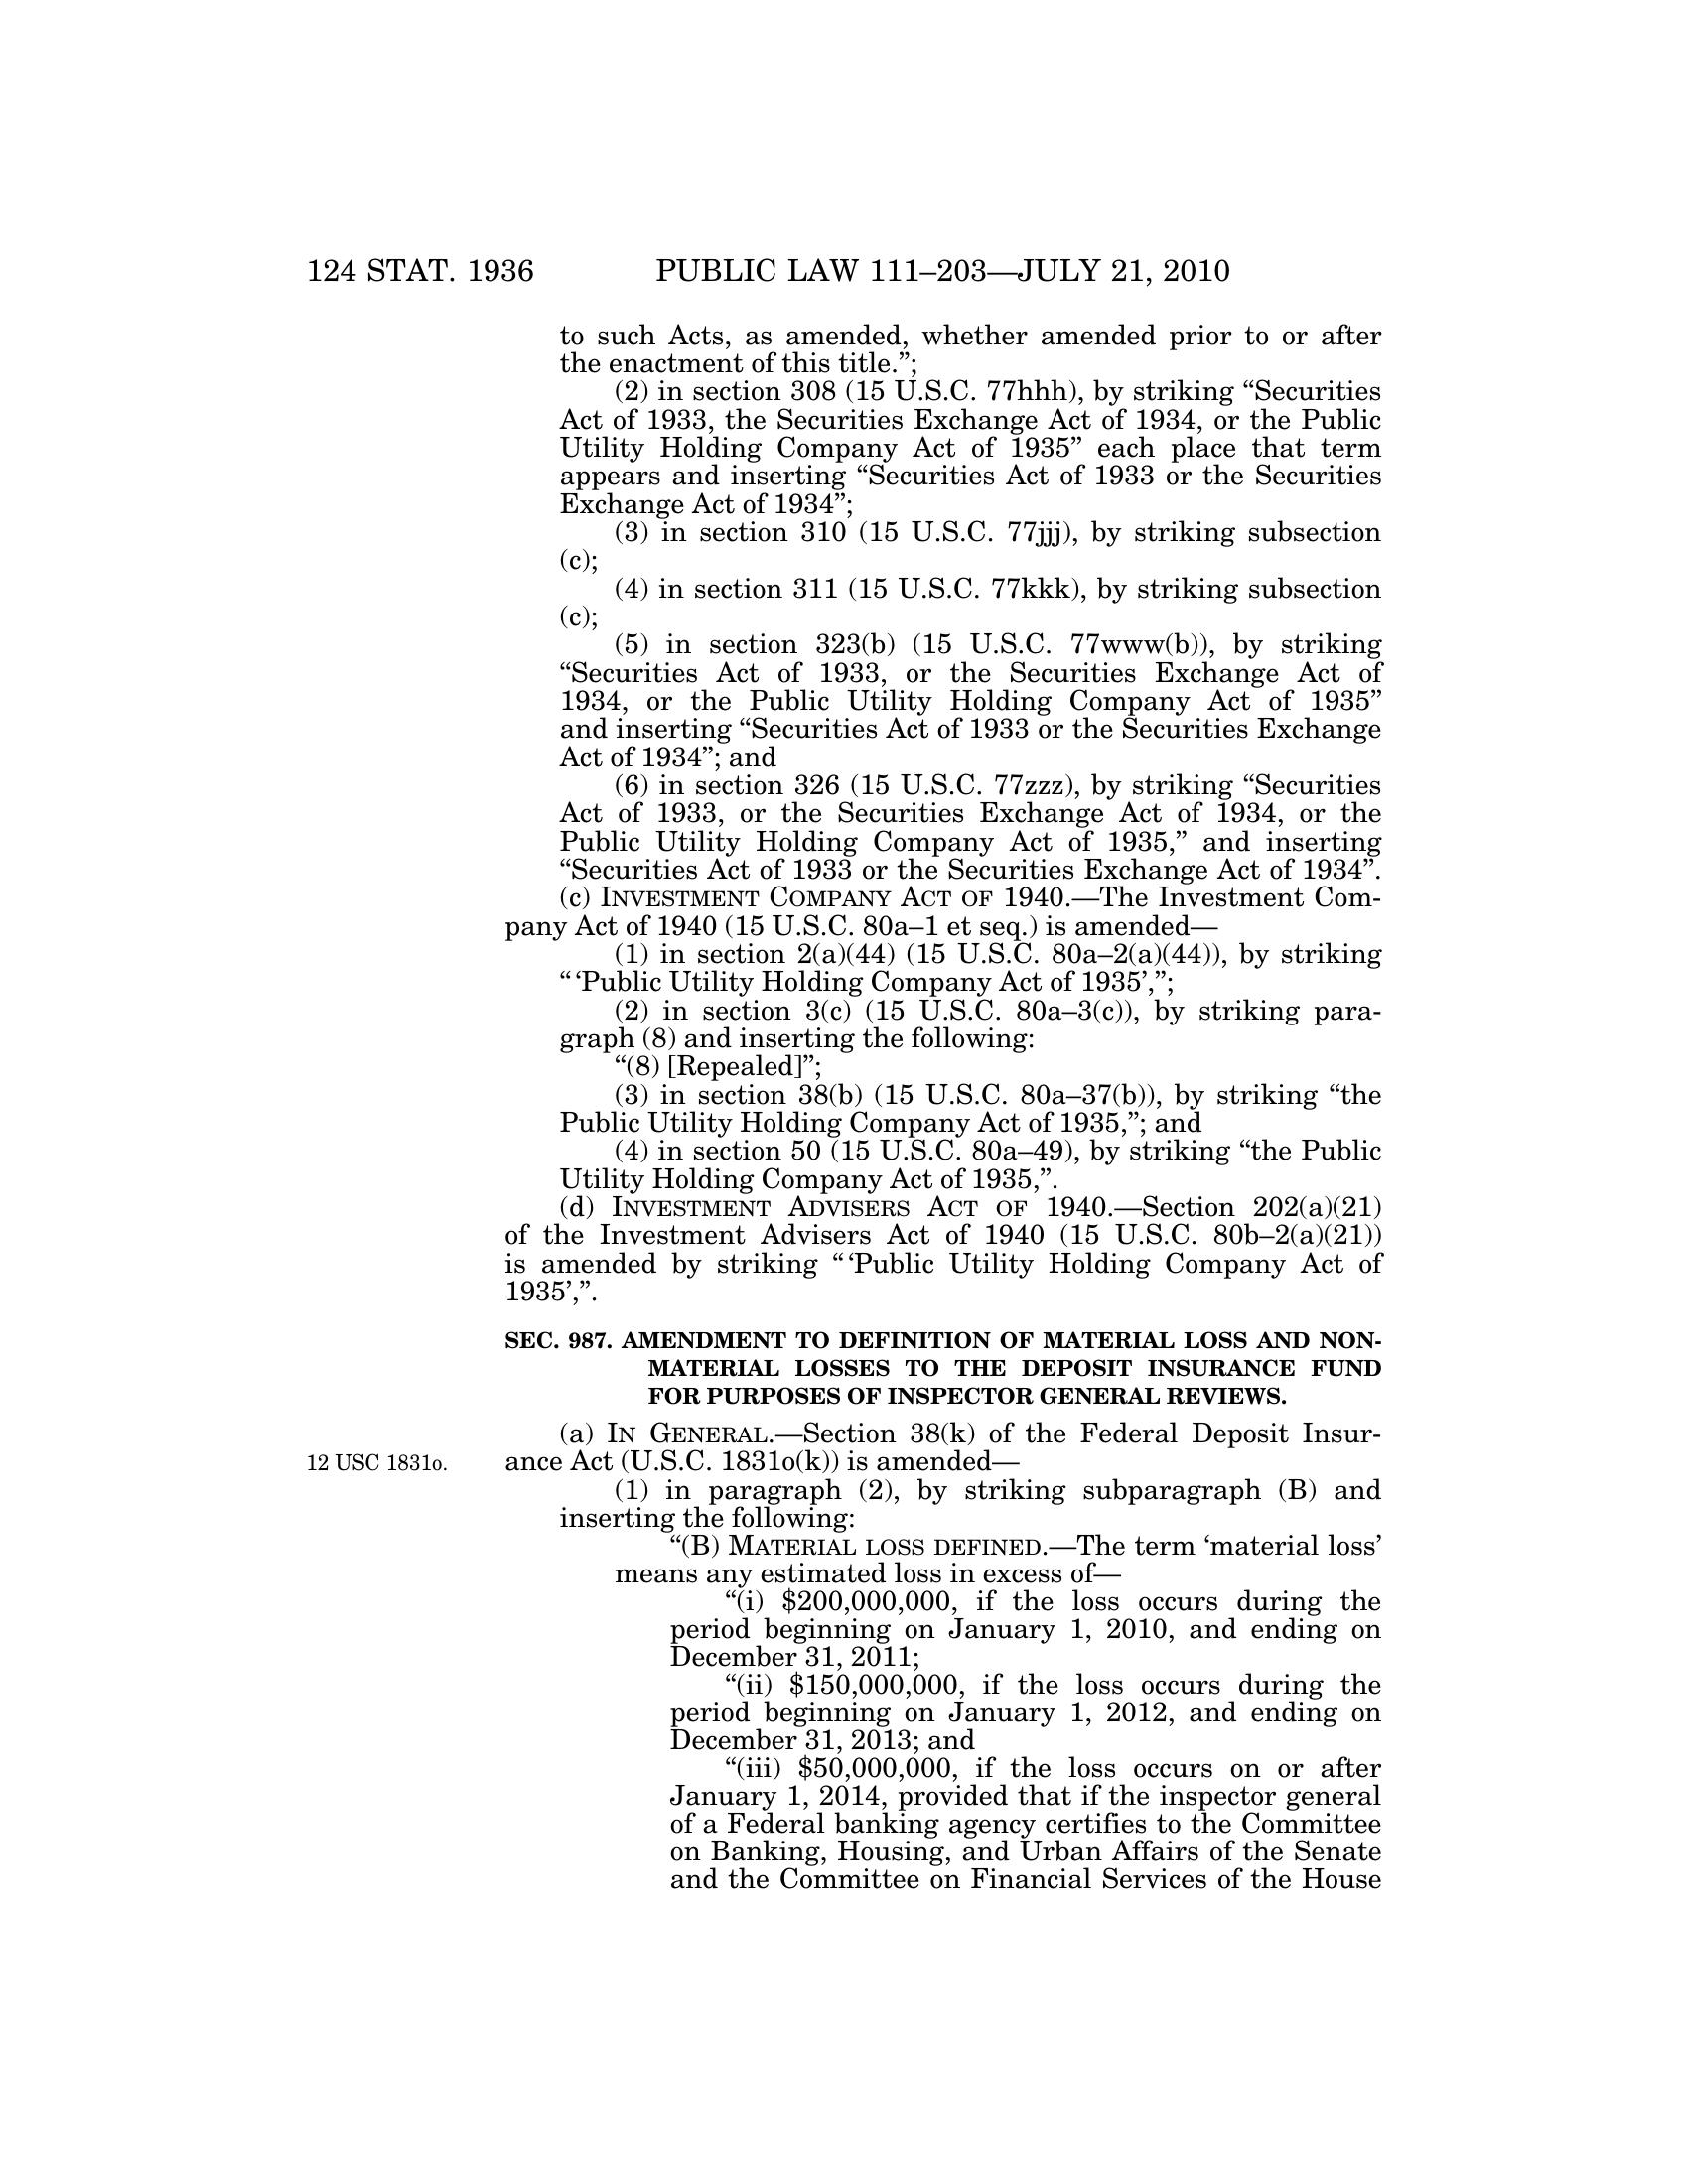 124 STAT. 1936 PUBLIC LAW 111–203—JULY 21, 2010
to such Acts, as amended, whether amended prior to or after
the enactment of this title.”;
(2) in section 308 (15 U.S.C. 77hhh), by striking “Securities
Act of 1933, the Securities Exchange Act of 1934, or the Public
Utility Holding Company Act of 1935” each place that term
appears and inserting “Securities Act of 1933 or the Securities
Exchange Act of 1934”;
(3) in section 310 (15 U.S.C. 77jjj), by striking subsection
(c);
(4) in section 311 (15 U.S.C. 77kkk), by striking subsection
(c);
(5) in section 323(b) (15 U.S.C. 77www(b)), by striking
“Securities Act of 1933, or the Securities Exchange Act of
1934, or the Public Utility Holding Company Act of 1935”
and inserting “Securities Act of 1933 or the Securities Exchange
Act of 1934”; and
(6) in section 326 (15 U.S.C. 77zzz), by striking “Securities
Act of 1933, or the Securities Exchange Act of 1934, or the
Public Utility Holding Company Act of 1935,” and inserting
“Securities Act of 1933 or the Securities Exchange Act of 1934”.
(c) INVESTMENT COMPANY ACT OF 1940.—The Investment Com-
pany Act of 1940 (15 U.S.C. 80a–1 et seq.) is amended—
(1) in section 2(a)(44) (15 U.S.C. 80a–2(a)(44)), by striking
“ ‘Public Utility Holding Company Act of 1935’,”;
(2) in section 3(c) (15 U.S.C. 80a–3(c)), by striking para-
graph (8) and inserting the following:
“(8) [Repealed]”;
(3) in section 38(b) (15 U.S.C. 80a–37(b)), by striking “the
Public Utility Holding Company Act of 1935,”; and
(4) in section 50 (15 U.S.C. 80a–49), by striking “the Public
Utility Holding Company Act of 1935,”.
(d) INVESTMENT ADVISERS ACT OF 1940.—Section 202(a)(21)
of the Investment Advisers Act of 1940 (15 U.S.C. 80b–2(a)(21))
is amended by striking “ ‘Public Utility Holding Company Act of
1935’,”.
SEC. 987. AMENDMENT TO DEFINITION OF MATERIAL LOSS AND NON-
MATERIAL LOSSES TO THE DEPOSIT INSURANCE FUND
FOR PURPOSES OF INSPECTOR GENERAL REVIEWS.
(a) IN GENERAL.—Section 38(k) of the Federal Deposit Insur-
12 USC 1831o. ance Act (U.S.C. 1831o(k)) is amended—
(1) in paragraph (2), by striking subparagraph (B) and
inserting the following:
“(B) MATERIAL LOSS DEFINED.—The term ‘material loss’
means any estimated loss in excess of—
“(i) $200,000,000, if the loss occurs during the
period beginning on January 1, 2010, and ending on
December 31, 2011;
“(ii) $150,000,000, if the loss occurs during the
period beginning on January 1, 2012, and ending on
December 31, 2013; and
“(iii) $50,000,000, if the loss occurs on or after
January 1, 2014, provided that if the inspector general
of a Federal banking agency certifies to the Committee
on Banking, Housing, and Urban Affairs of the Senate
and the Committee on Financial Services of the House